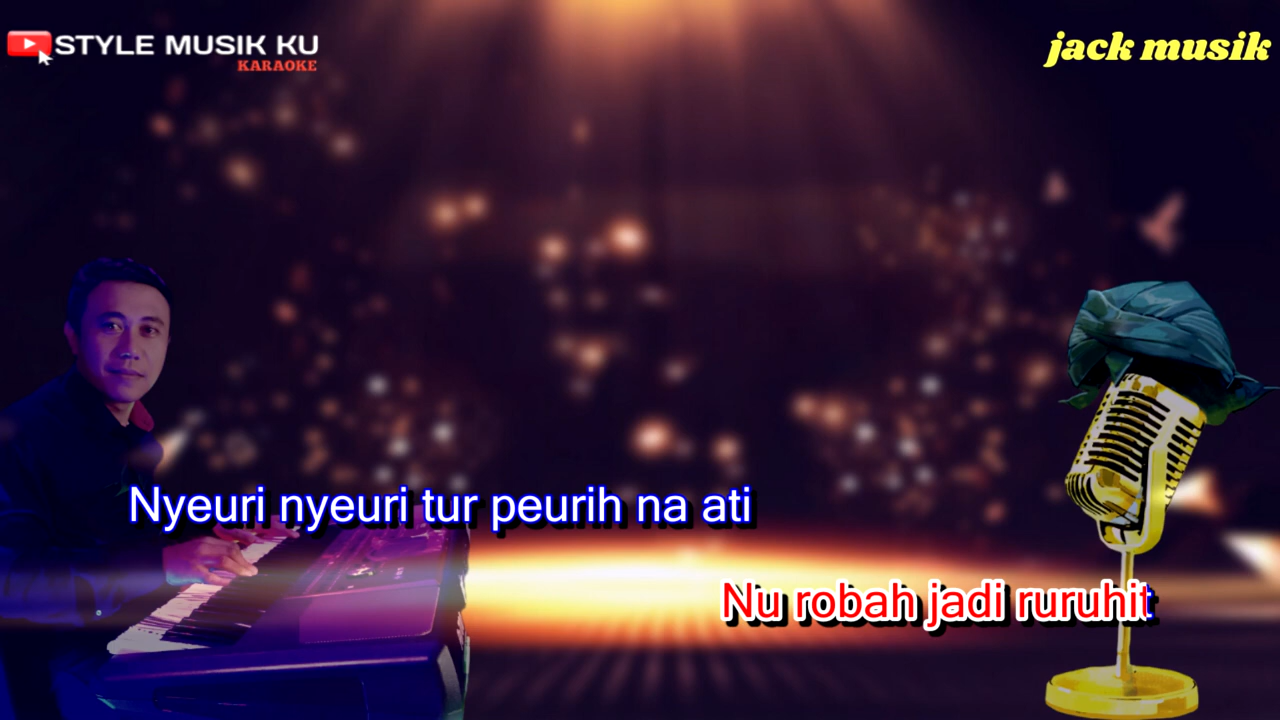 STYLE MUSIK KU
KARAOKE
jack musik
Nyeuri nyeuri tur peurih na ati
Nu robah jadi ruruhit